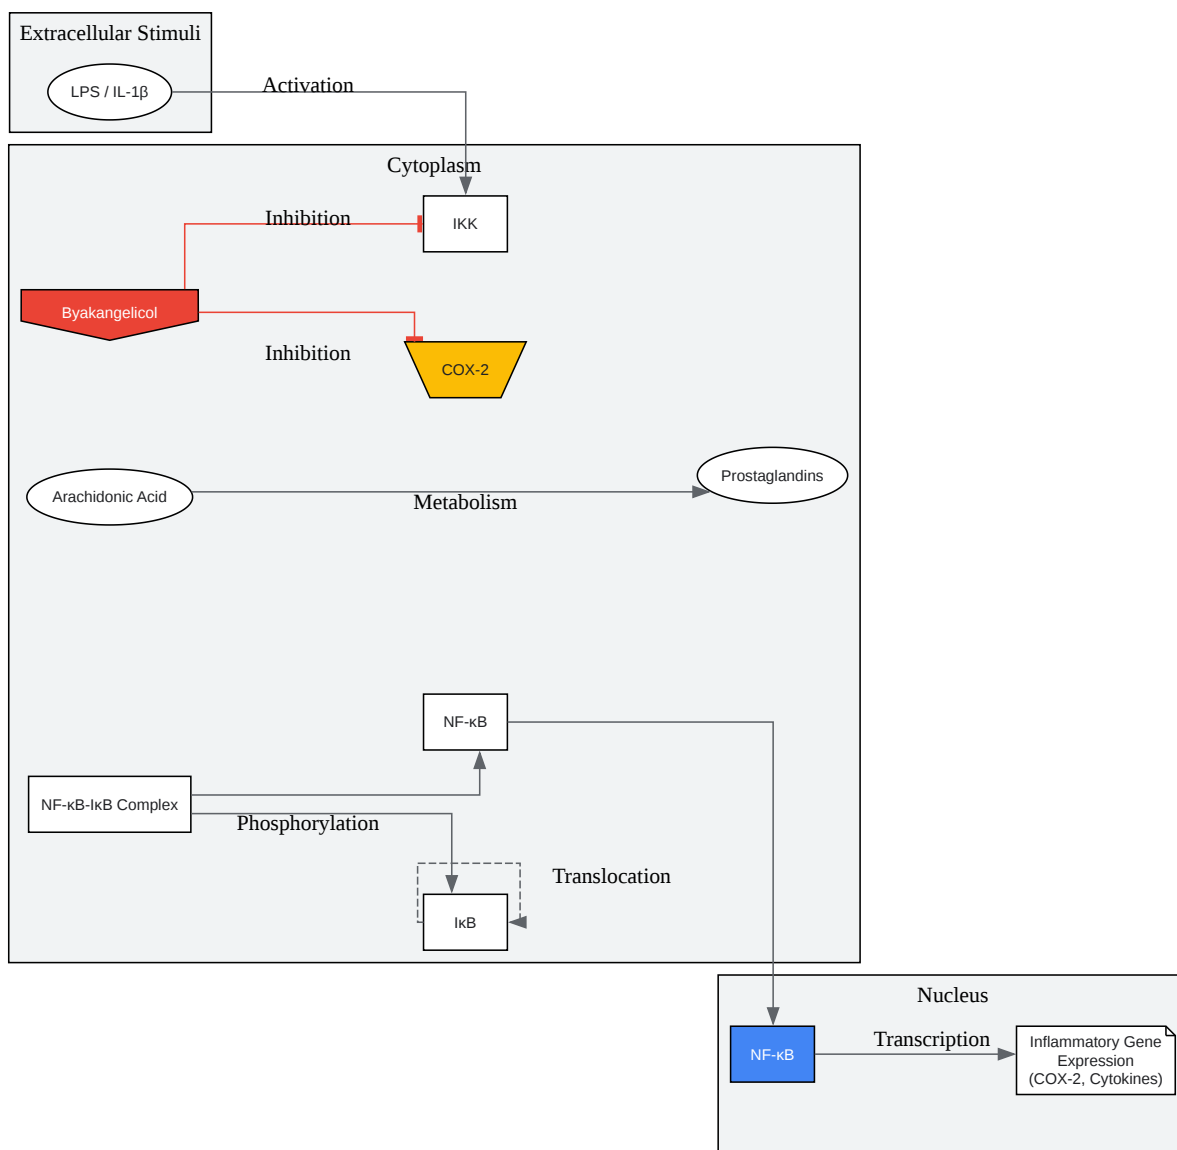 Extracellular Stimuli
LPS / IL-1β
Activation
Cytoplasm
Inhibition
IKK
Byakangelicol
Inhibition
COX-2
Arachidonic Acid
Metabolism
Prostaglandins
NF-κB
NF-κB-IκB Complex
Phosphorylation
Translocation
IκB
Nucleus
NF-κB
Transcription
Inflammatory Gene
Expression
(COX-2, Cytokines)